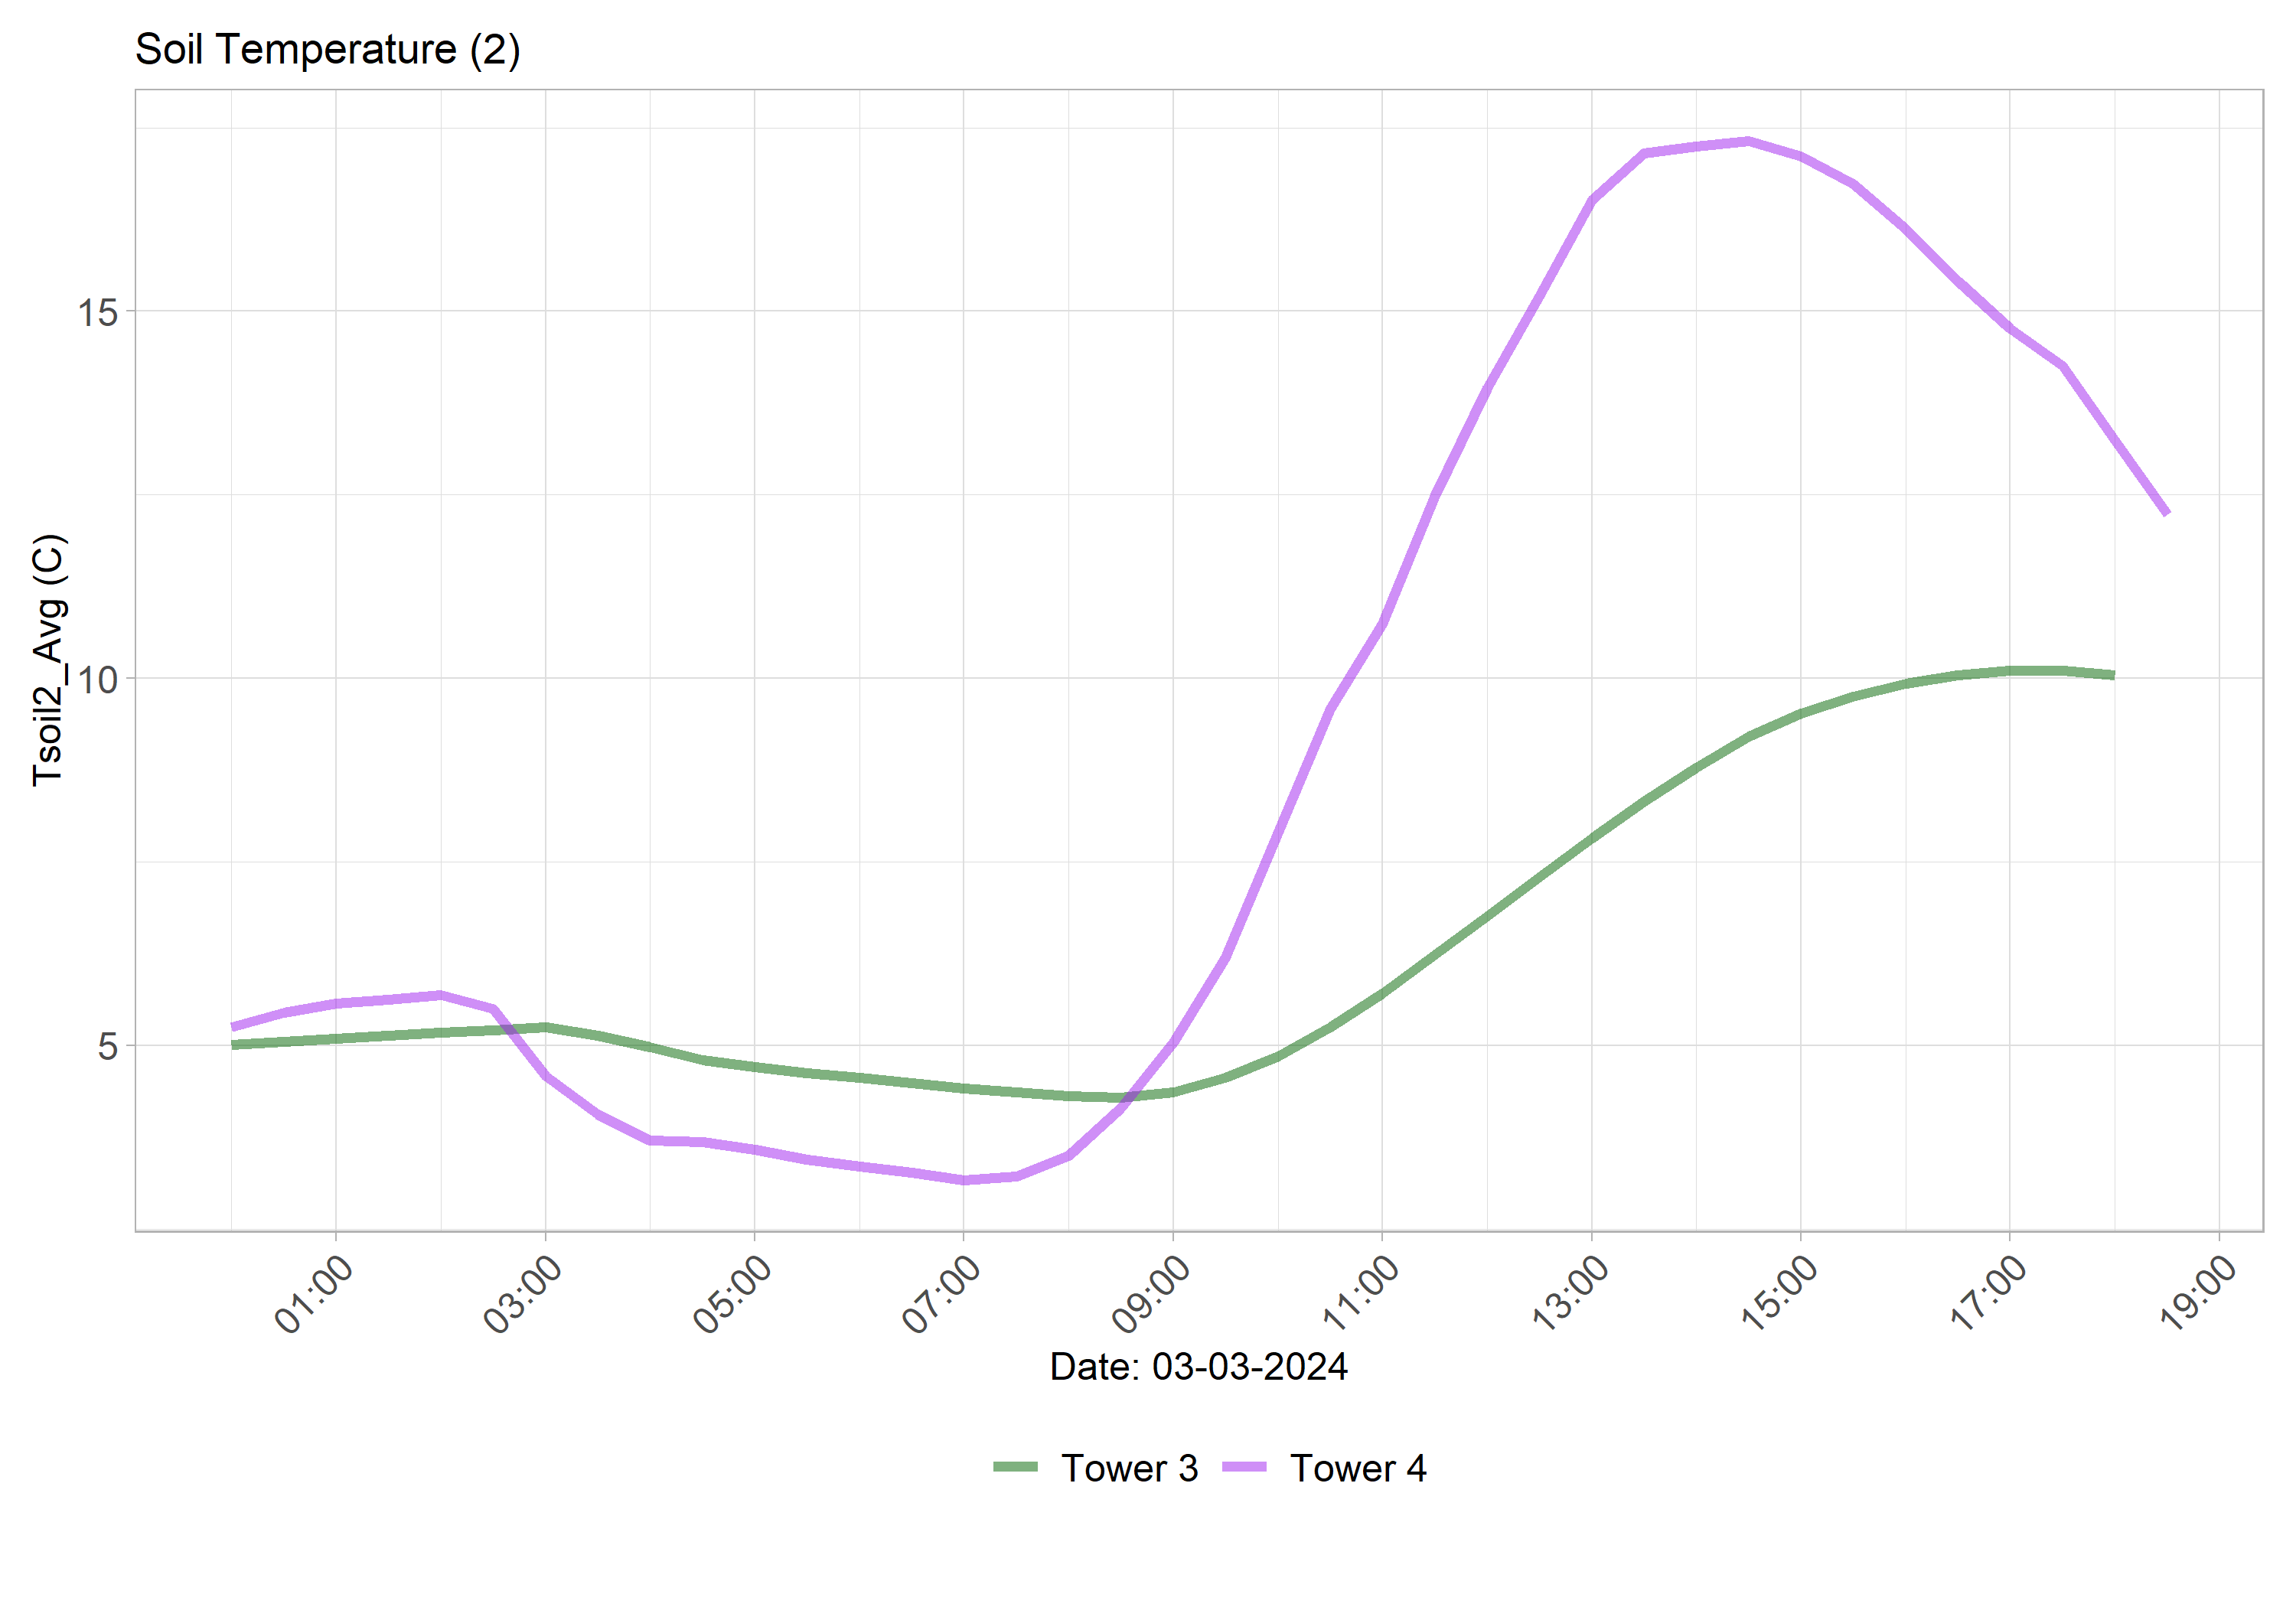 Soil Temperature (2)
Tsoil2_Avg (C)
15
10
5
01:00 03:00 05:00 07:00 09:00 11:00 13:00 15:00 17:00 19:00
Date: 03-03-2024
Tower 3 Tower 4